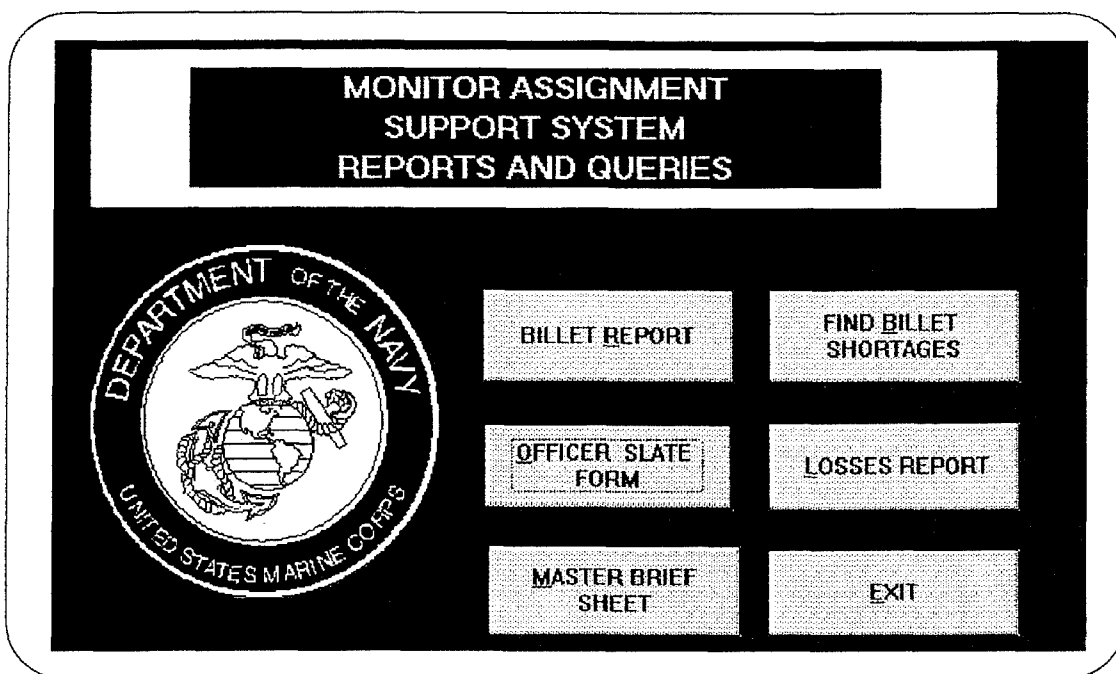 MONITOR ASSIGNMENT
SUPPORT SYSTEM
REPORTS AND QUERIES
DEPARTMENT OF THE NAVY
UNITED STATES MARINE CORPS
BILLET REPORT
FIND BILLET
SHORTAGES
OFFICER SLATE
FORM
LOSSES REPORT
MASTER BRIEF
SHEET
EXIT